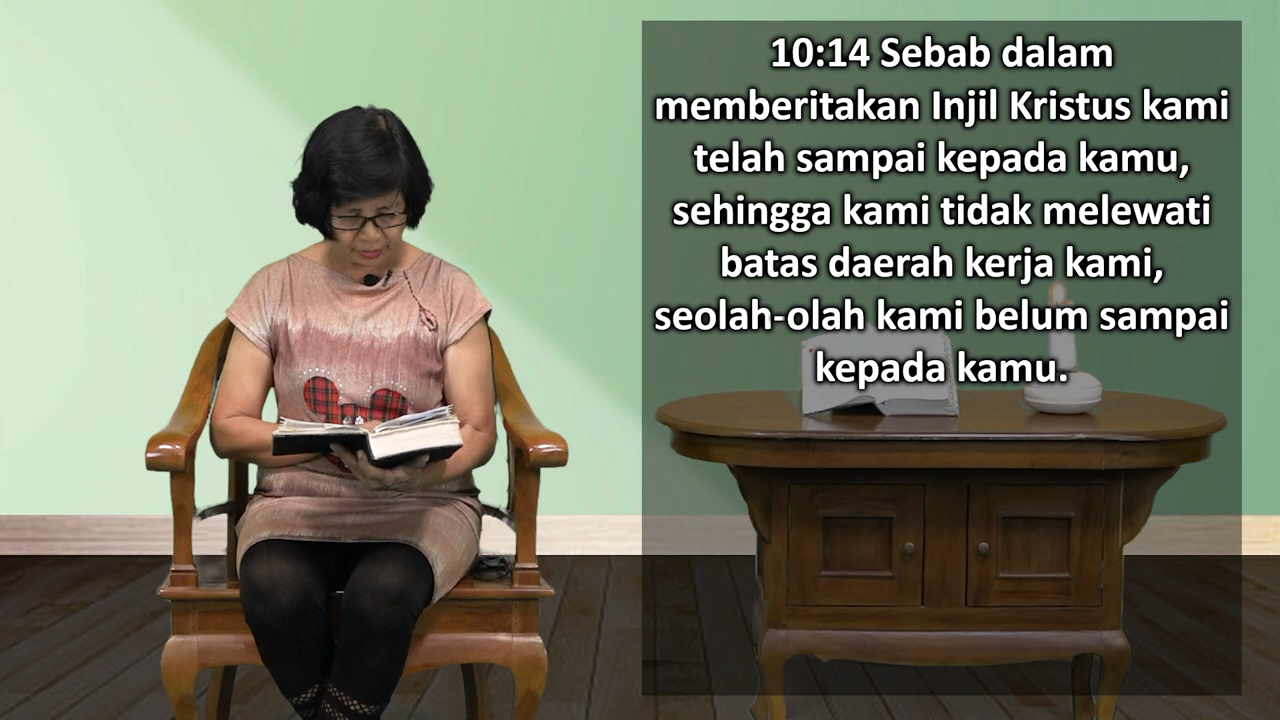 10:14 Sebab dalam
memberitakan Injil Kristus kami
telah sampai kepada kamu,
sehingga kami tidak melewati
batas daerah kerja kami,
seolah-olah kami belum sampai
kepada kamu.